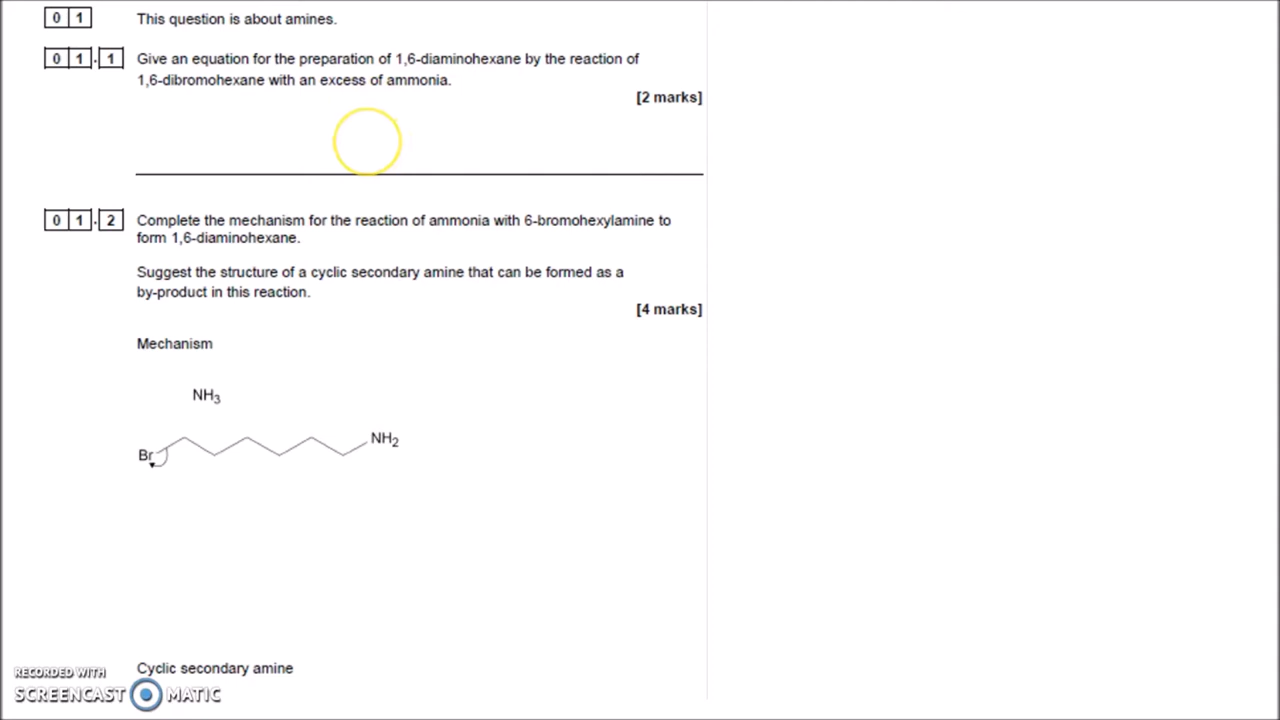 0 1 This question is about amines.
0 1 . 1 Give an equation for the preparation of 1,6-diaminohexane by the reaction of
1,6-dibromohexane with an excess of ammonia.
[2 marks]
0 1 . 2 Complete the mechanism for the reaction of ammonia with 6-bromohexylamine to
form 1,6-diaminohexane.
Suggest the structure of a cyclic secondary amine that can be formed as a
by-product in this reaction.
[4 marks]
Mechanism
NH3
NH2
Br
Cyclic secondary amine
RECORDED WITH
SCREENCAST MATIC